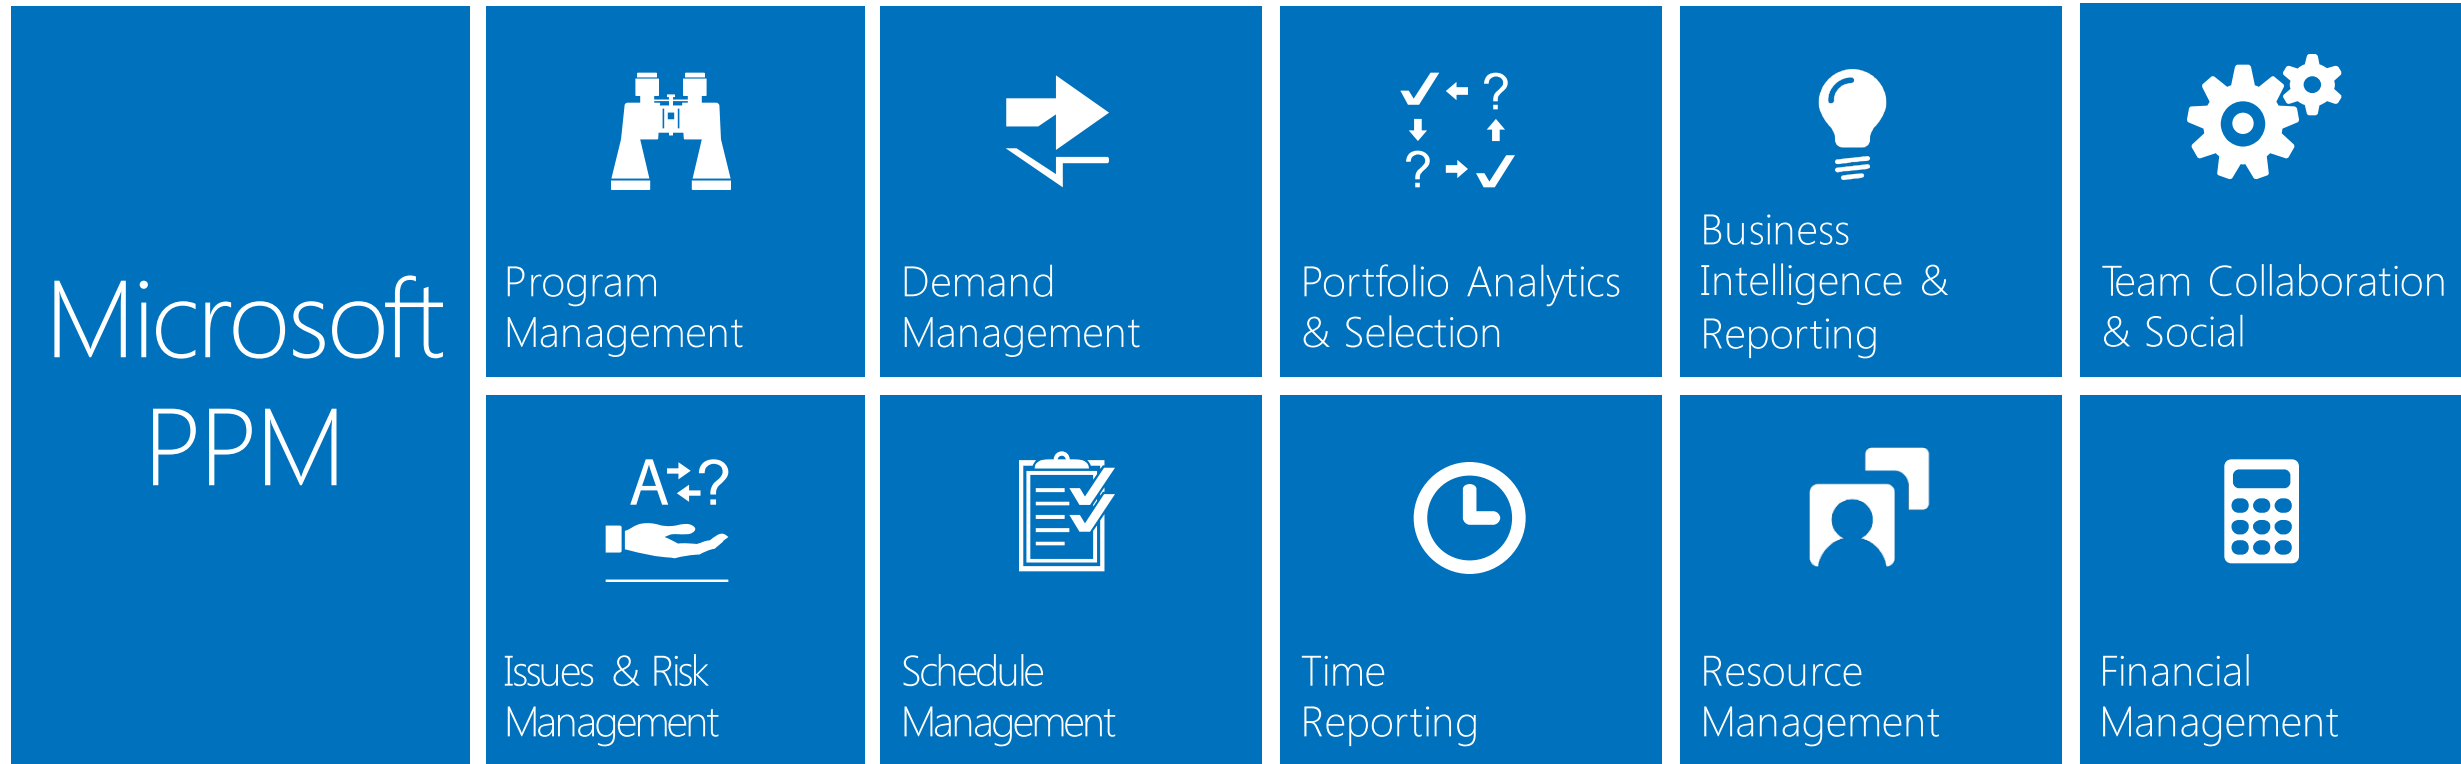 Microsoft
PPM
Program
Management
Demand
Management
? 
?
Portfolio Analytics
& Selection
Business
Intelligence &
Reporting
Team Collaboration
& Social
A ?
Issues & Risk
Management
Schedule
Management
Time
Reporting
Resource
Management
Financial
Management